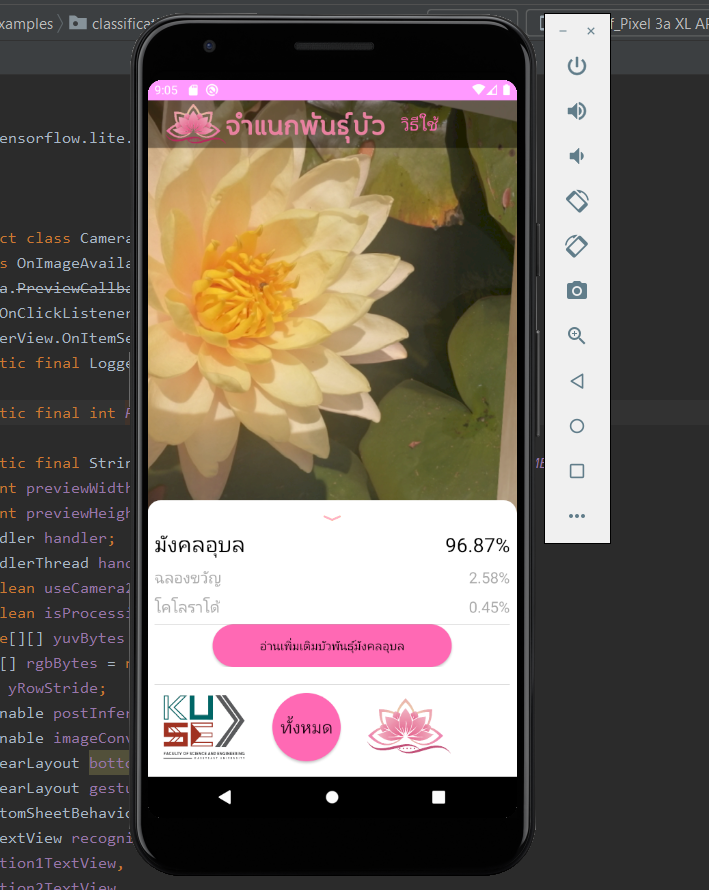 xamples
classificati
f_Pixel 3a XL AP
9:05
จำแนกพันธุ์บัว วิธีใช้
ensorflow.lite.
ct class Camera
s OnImageAvaila
a.PreviewCallba
OnClickListener
erView.OnItemSe
tic final Logge
tic final int P
tic final Strin
nt previewWidth
nt previewHeigh
dler handler;
dlerThread hand
lean useCamera2
lean isProcessi
e[][] yuvBytes
[] rgbBytes = n
yRowStride;
nable postInfer
nable imageConv
earLayout botto
earLayout gestu
tomSheetBehavio
extView recogni
tion1TextView,
ition2TextView
มังคลอุบล 96.87%
ฉลองขวัญ 2.58%
โคโลราโด้ 0.45%
อ่านเพิ่มเติมบัวพันธุ์มังคลอุบล
KU
SE
FACULTY OF SCIENCE AND ENGINEERING
KASETSART UNIVERSITY
ทั้งหมด